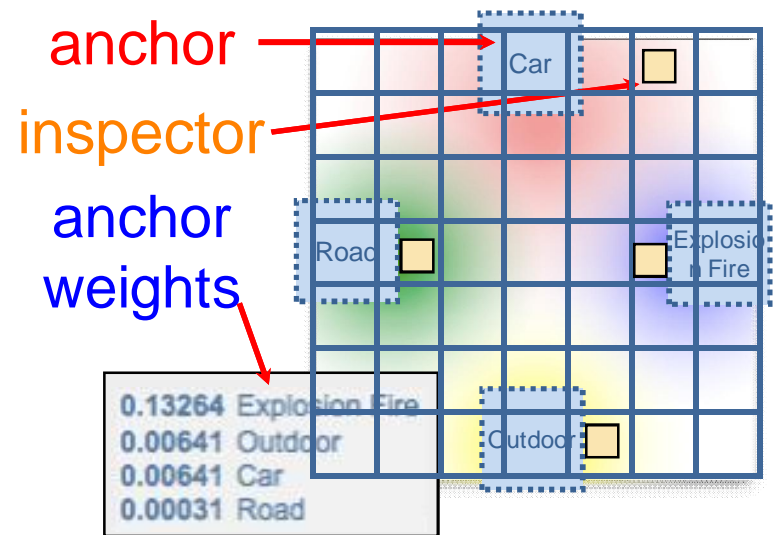 anchor
inspector
anchor
weights
Car
Road
Explosio
n Fire
Outdoor
0.13264 Explosion Fire
0.00641 Outdoor
0.00641 Car
0.00031 Road